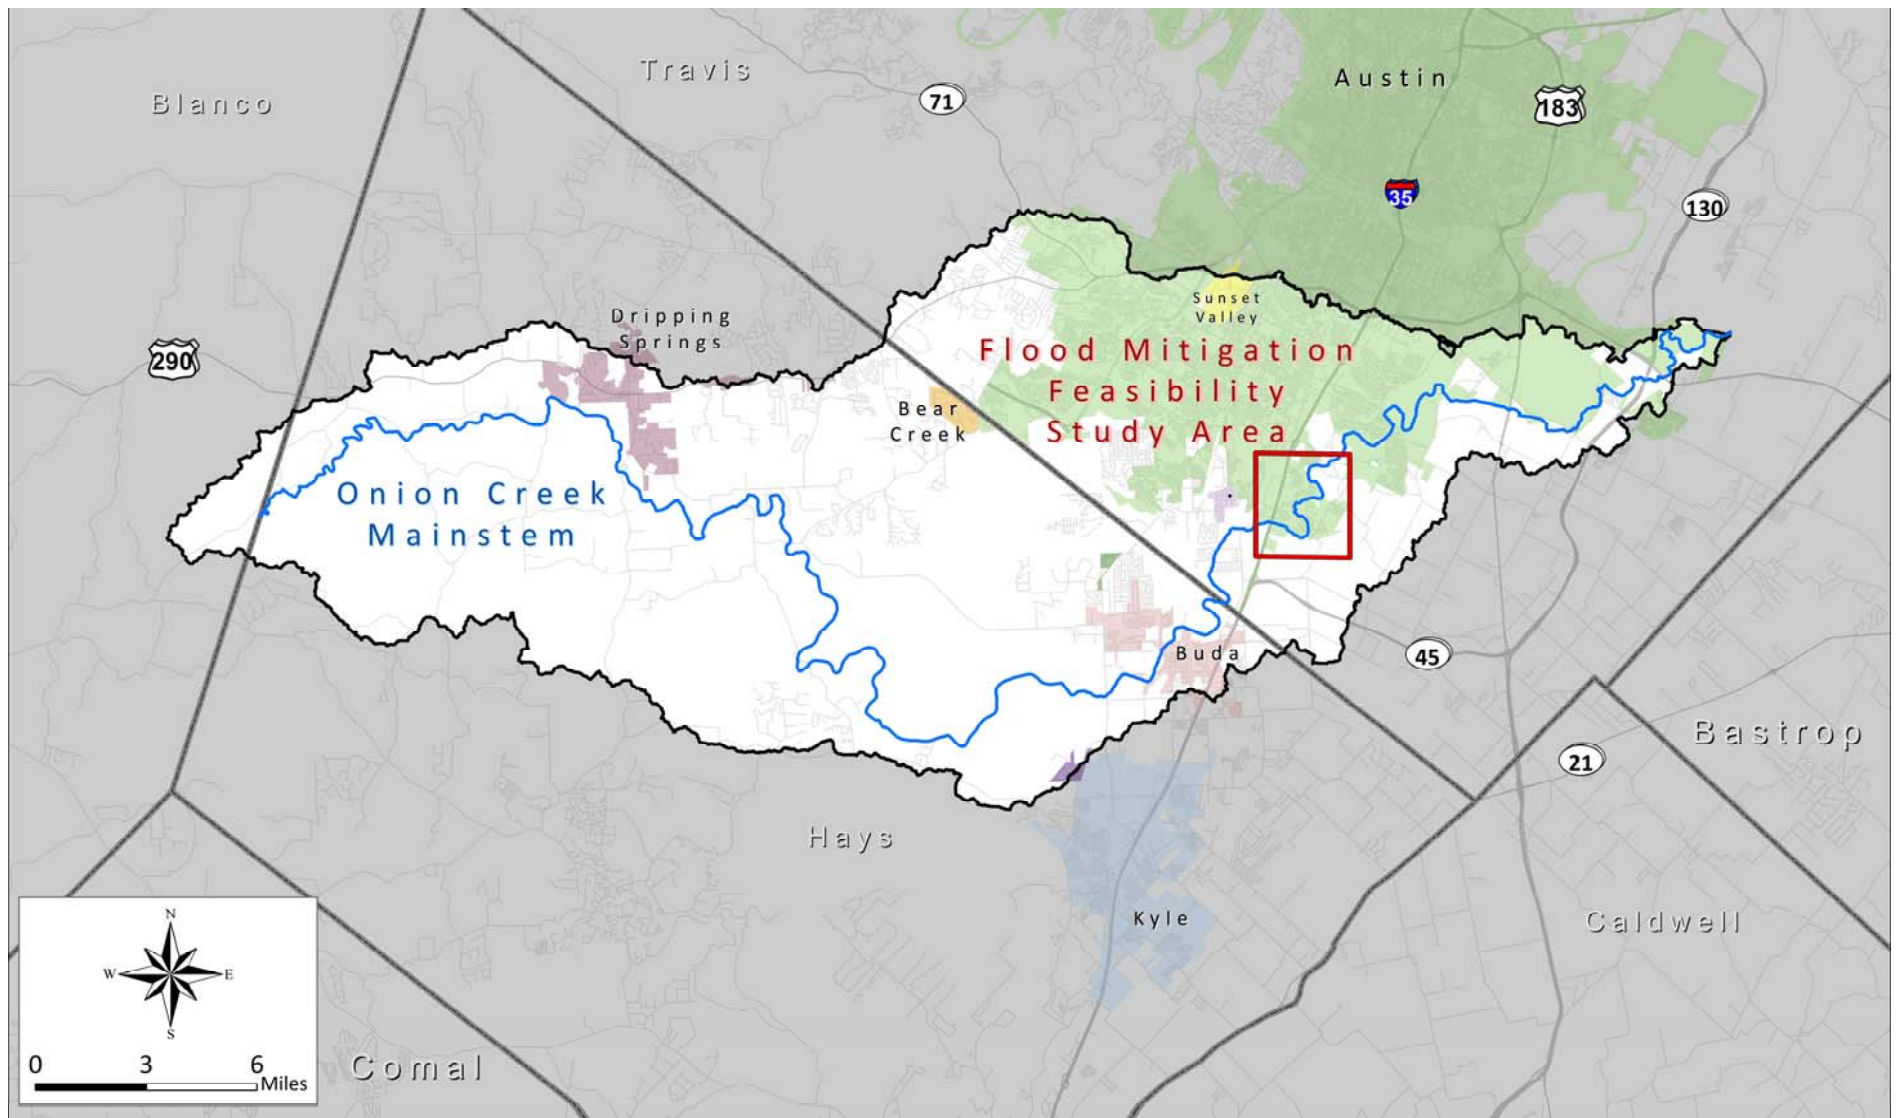 Travis
Austin
Blanco
71
183
35
130
Sunset
Valley
Dripping
Springs
290
Flood Mitigation
Feasibility
Study Area
Bear
Creek
Onion Creek
Mainstem
Buda
45
Bastrop
21
Hays
Kyle
Caldwell
N
W
E
S
0
3
6
Miles
Comal